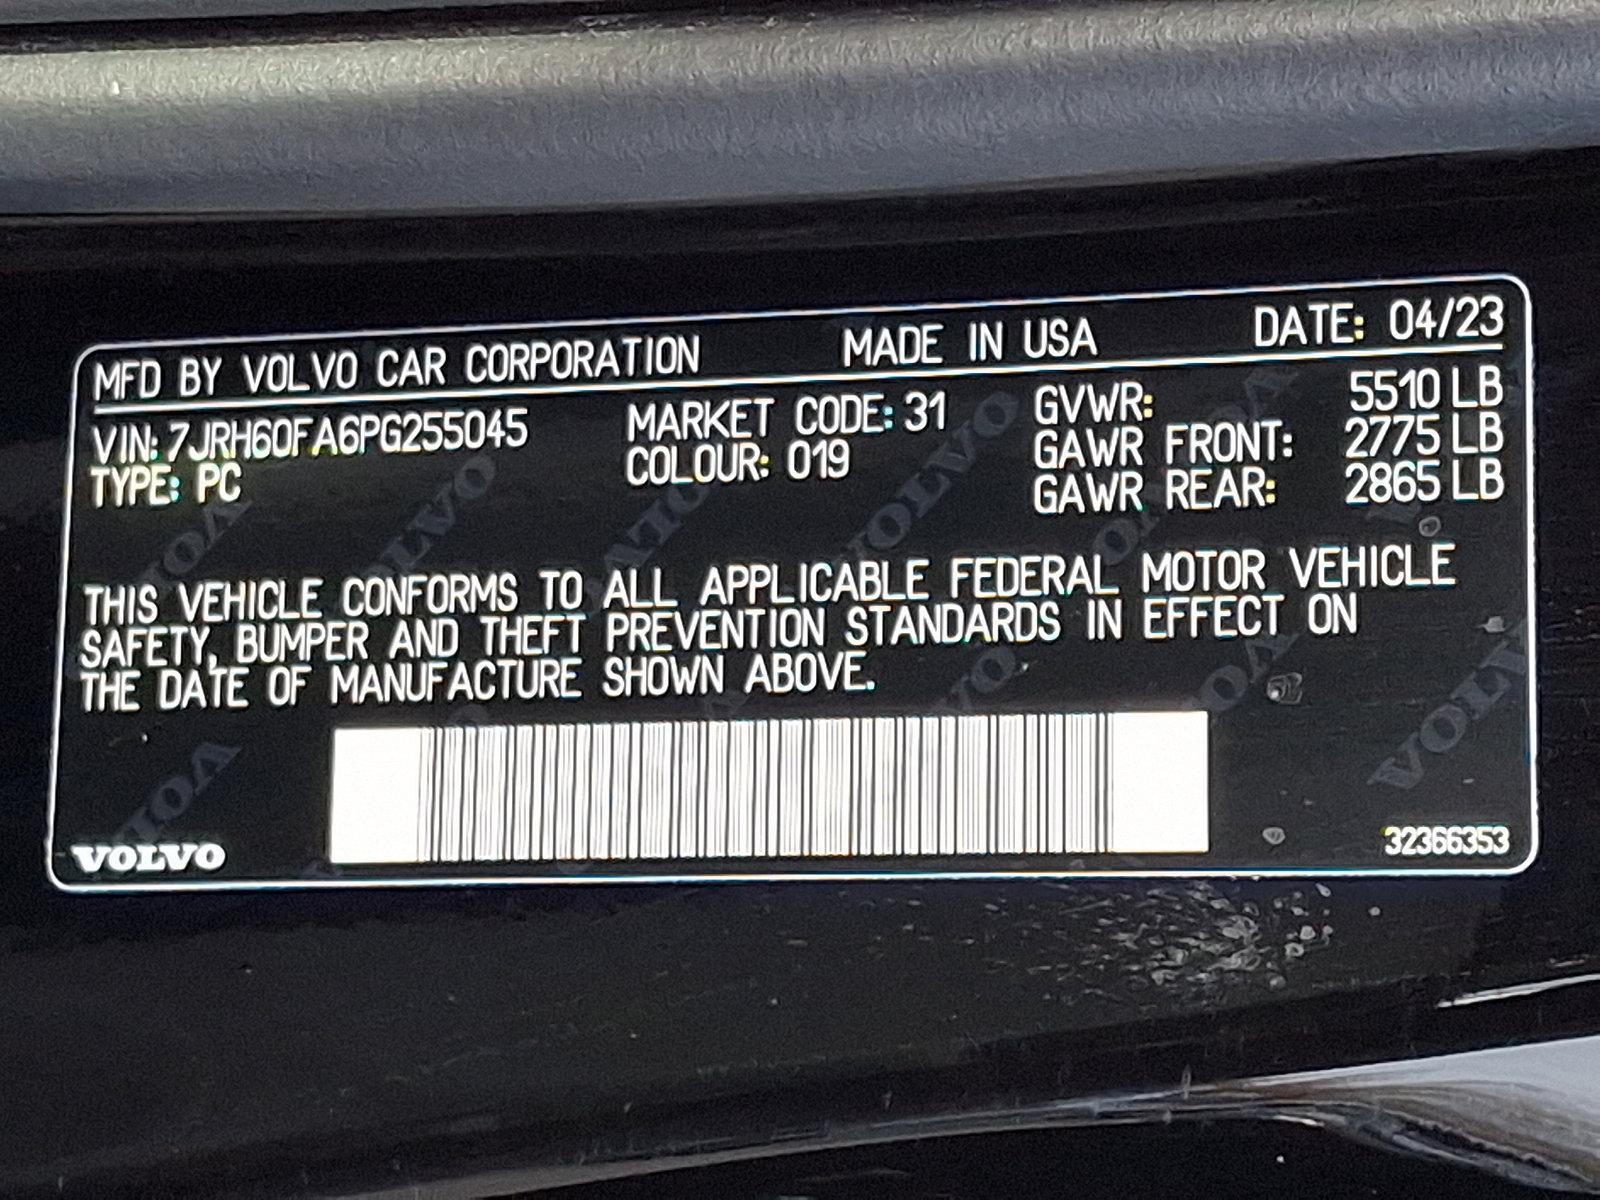 MFD BY VOLVO CAR CORPORATION MADE IN USA DATE: 04/23
VIN: 7JRH60FA6PG255045 MARKET CODE: 31 GVWR: 5510 LB
TYPE: PC COLOUR: 019 GAWR FRONT: 2775 LB
GAWR REAR: 2865 LB
THIS VEHICLE CONFORMS TO ALL APPLICABLE FEDERAL MOTOR VEHICLE
SAFETY, BUMPER AND THEFT PREVENTION STANDARDS IN EFFECT ON
THE DATE OF MANUFACTURE SHOWN ABOVE.
VOLVO 32366353